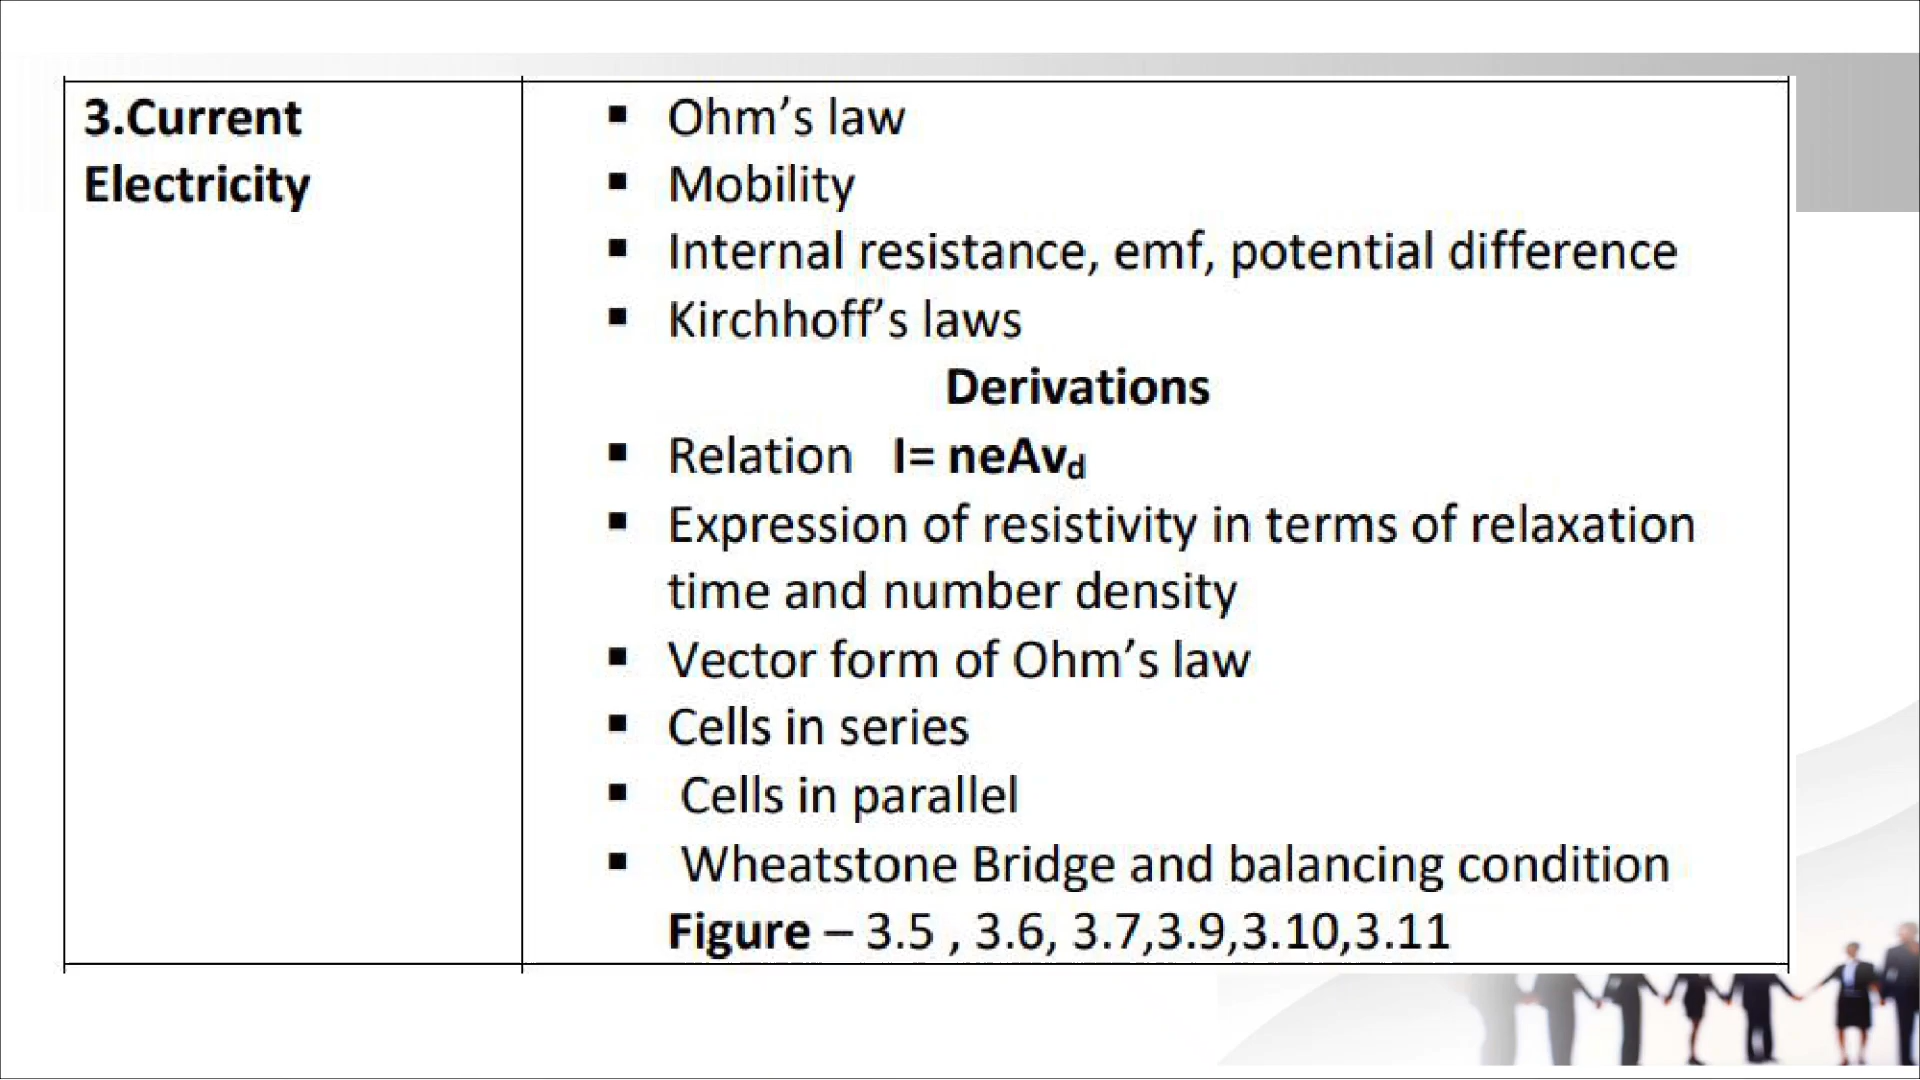 3.Current
Electricity
▪ Ohm’s law
▪ Mobility
▪ Internal resistance, emf, potential difference
▪ Kirchhoff’s laws
Derivations
▪ Relation I= neAvd
▪ Expression of resistivity in terms of relaxation
time and number density
▪ Vector form of Ohm’s law
▪ Cells in series
▪ Cells in parallel
▪ Wheatstone Bridge and balancing condition
Figure – 3.5 , 3.6, 3.7,3.9,3.10,3.11